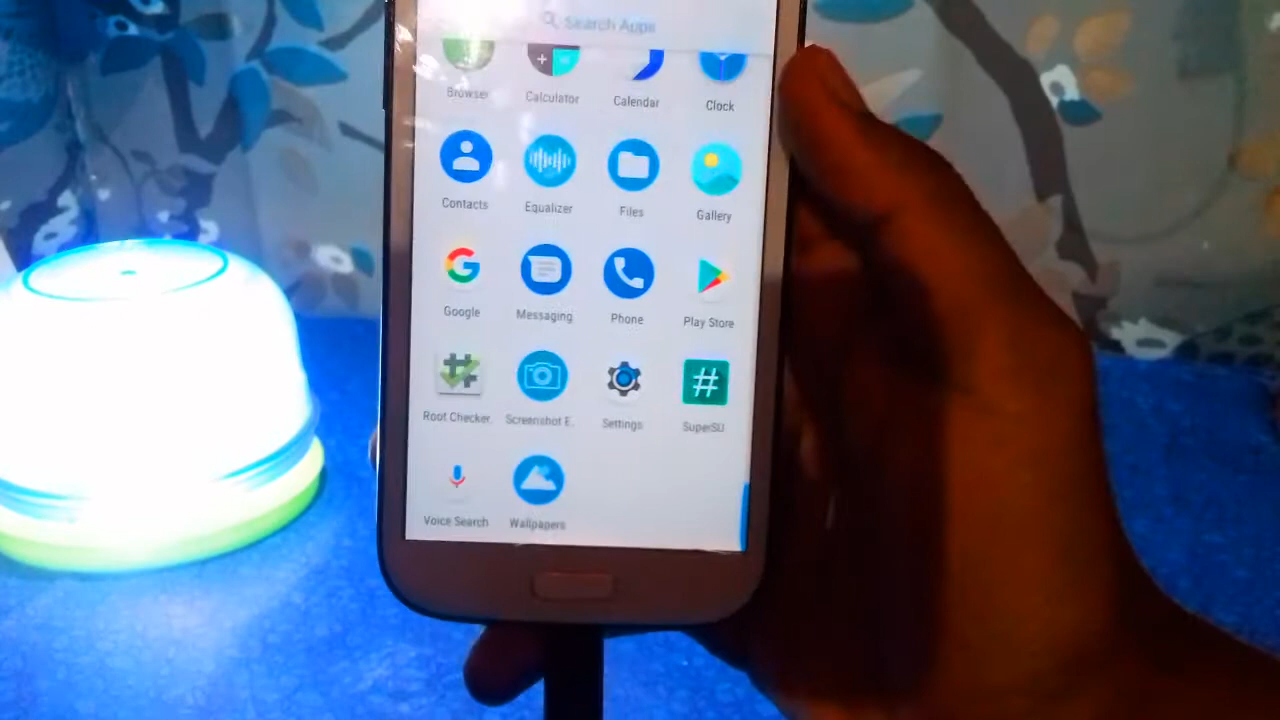 Search Apps
Browser Calculator Calendar Clock
Contacts Equalizer Files Gallery
Google Messaging Phone Play Store
Root Checker. Screenshot E. Settings SuperSU
Voice Search Wallpapers